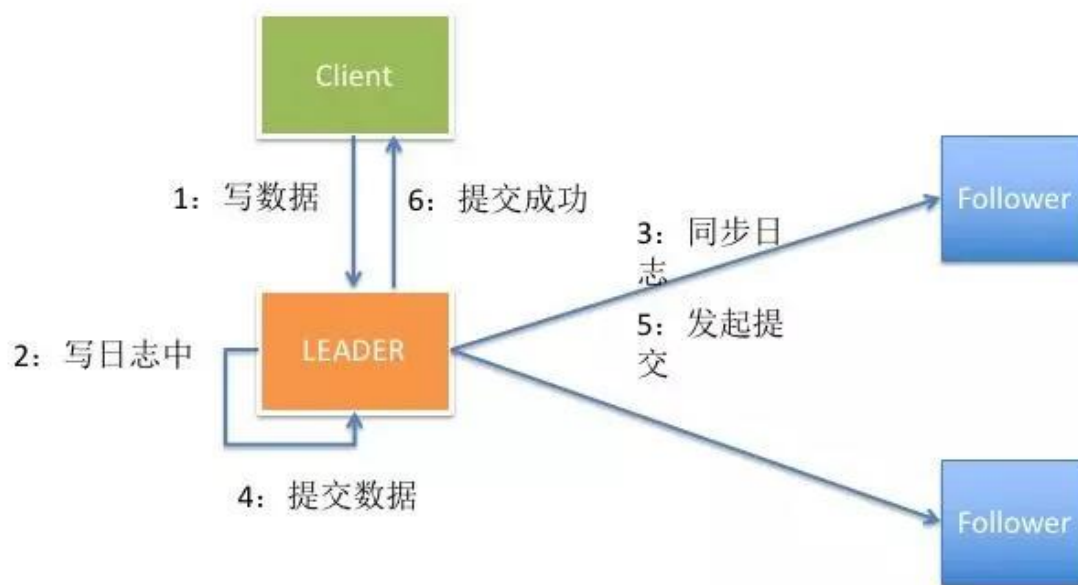 Client
1：写数据
6：提交成功
Follower
3：同步日
志
LEADER
5：发起提
交
2：写日志中
4：提交数据
Follower